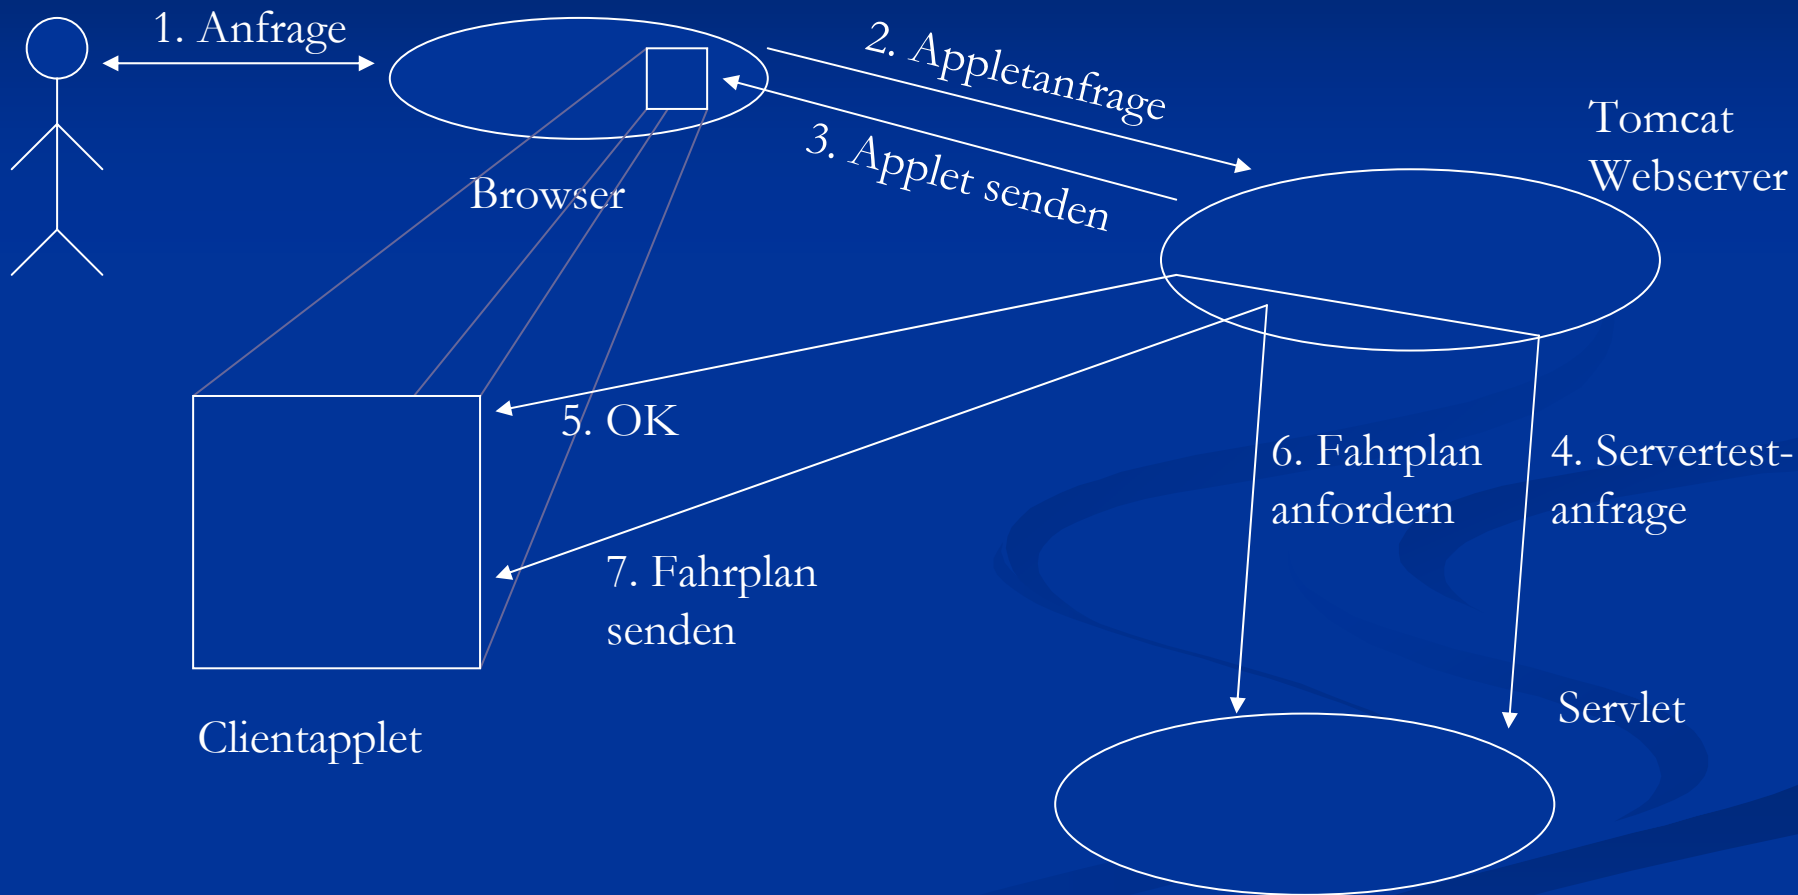 1. Anfrage
2. Appletanfrage
3. Applet senden
Tomcat
Webserver
Browser
5. OK
6. Fahrplan
anfordern
4. Servertest-
anfrage
7. Fahrplan
senden
Servlet
Clientapplet